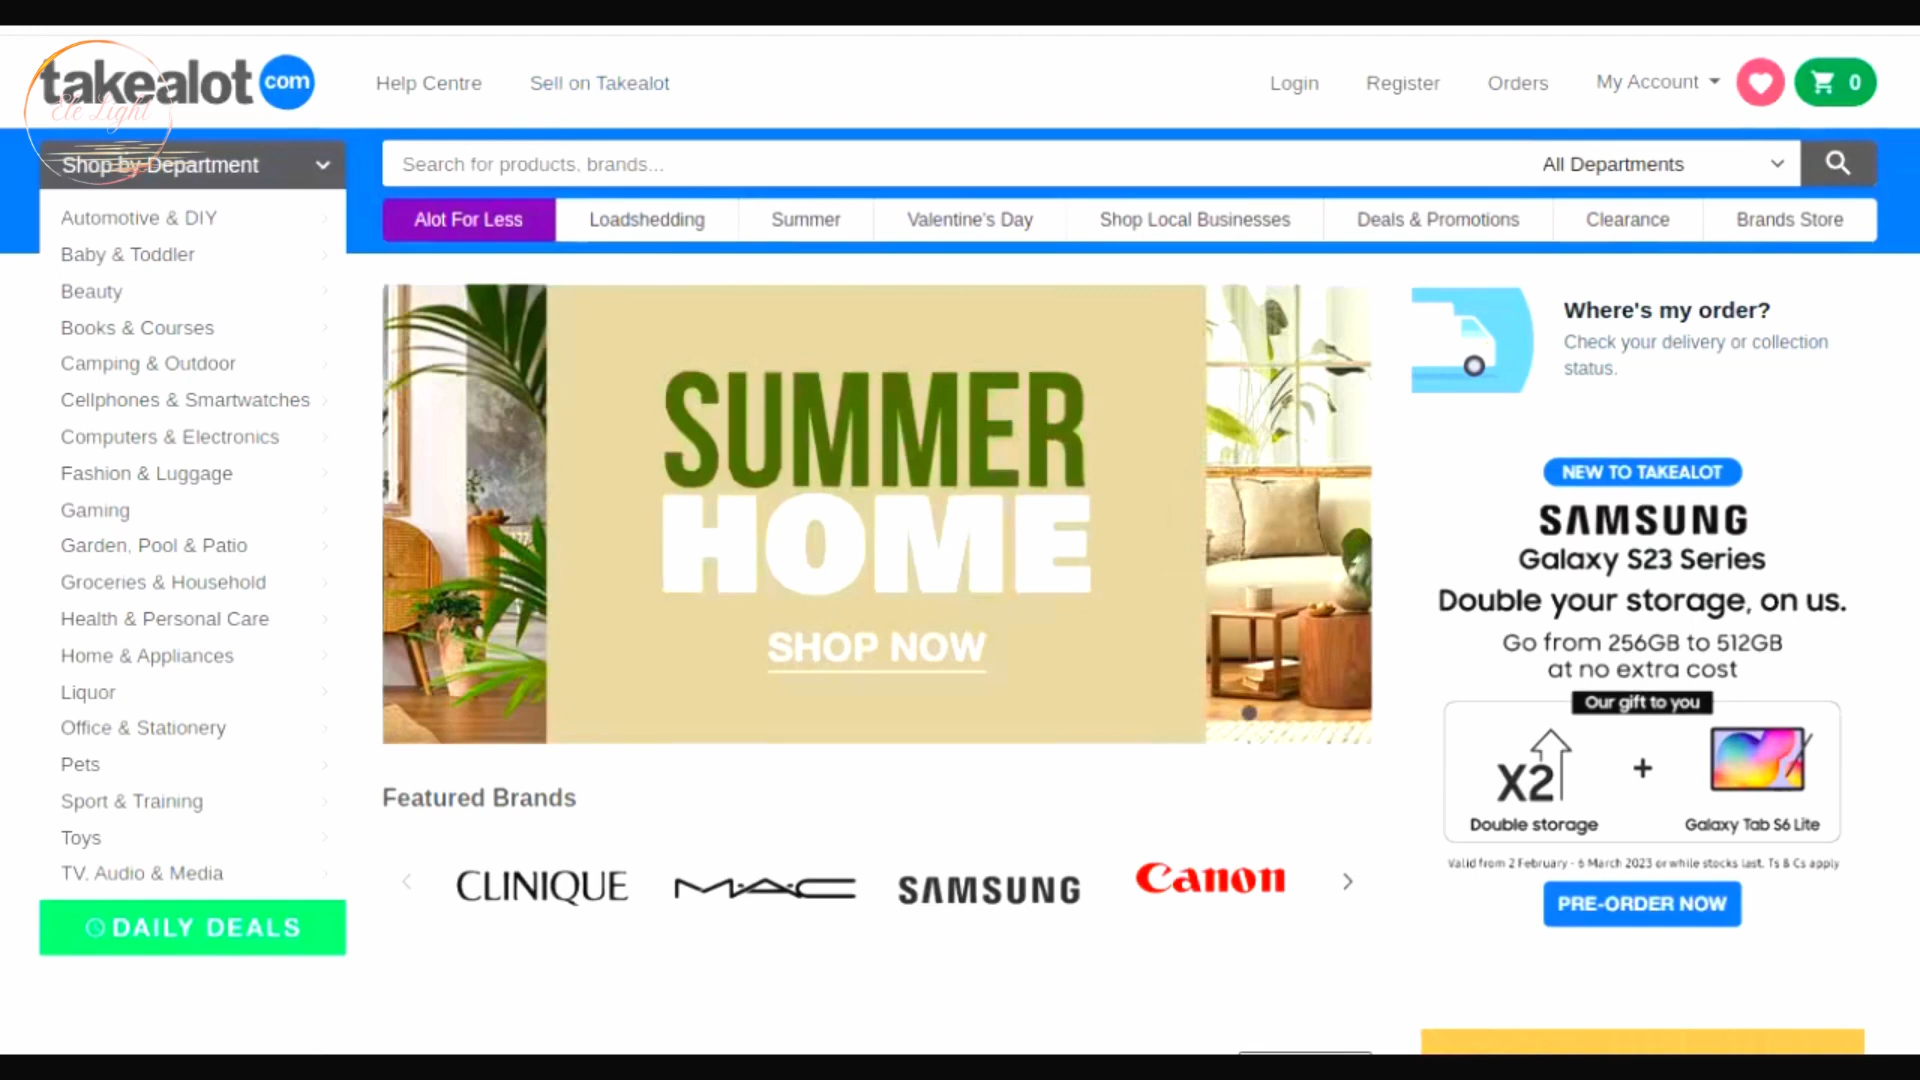 takealot com
Ele Light
Help Centre
Sell on Takealot
Login
Register
Orders
My Account
0
Shop by Department
Search for products, brands...
All Departments
Alot For Less
Loadshedding
Summer
Valentine's Day
Shop Local Businesses
Deals & Promotions
Clearance
Brands Store
Automotive & DIY
Baby & Toddler
Beauty
Books & Courses
Camping & Outdoor
Cellphones & Smartwatches
Computers & Electronics
Fashion & Luggage
Gaming
Garden, Pool & Patio
Groceries & Household
Health & Personal Care
Home & Appliances
Liquor
Office & Stationery
Pets
Sport & Training
Toys
TV, Audio & Media
DAILY DEALS
SUMMER
HOME
SHOP NOW
Featured Brands
CLINIQUE
MAC
SAMSUNG
Canon
Where's my order?
Check your delivery or collection
status.
NEW TO TAKEALOT
SAMSUNG
Galaxy S23 Series
Double your storage, on us.
Go from 256GB to 512GB
at no extra cost
Our gift to you
X2
+
Double storage
Galaxy Tab S6 Lite
Valid from 2 February - 6 March 2023 or while stocks last. Ts & Cs apply
PRE-ORDER NOW